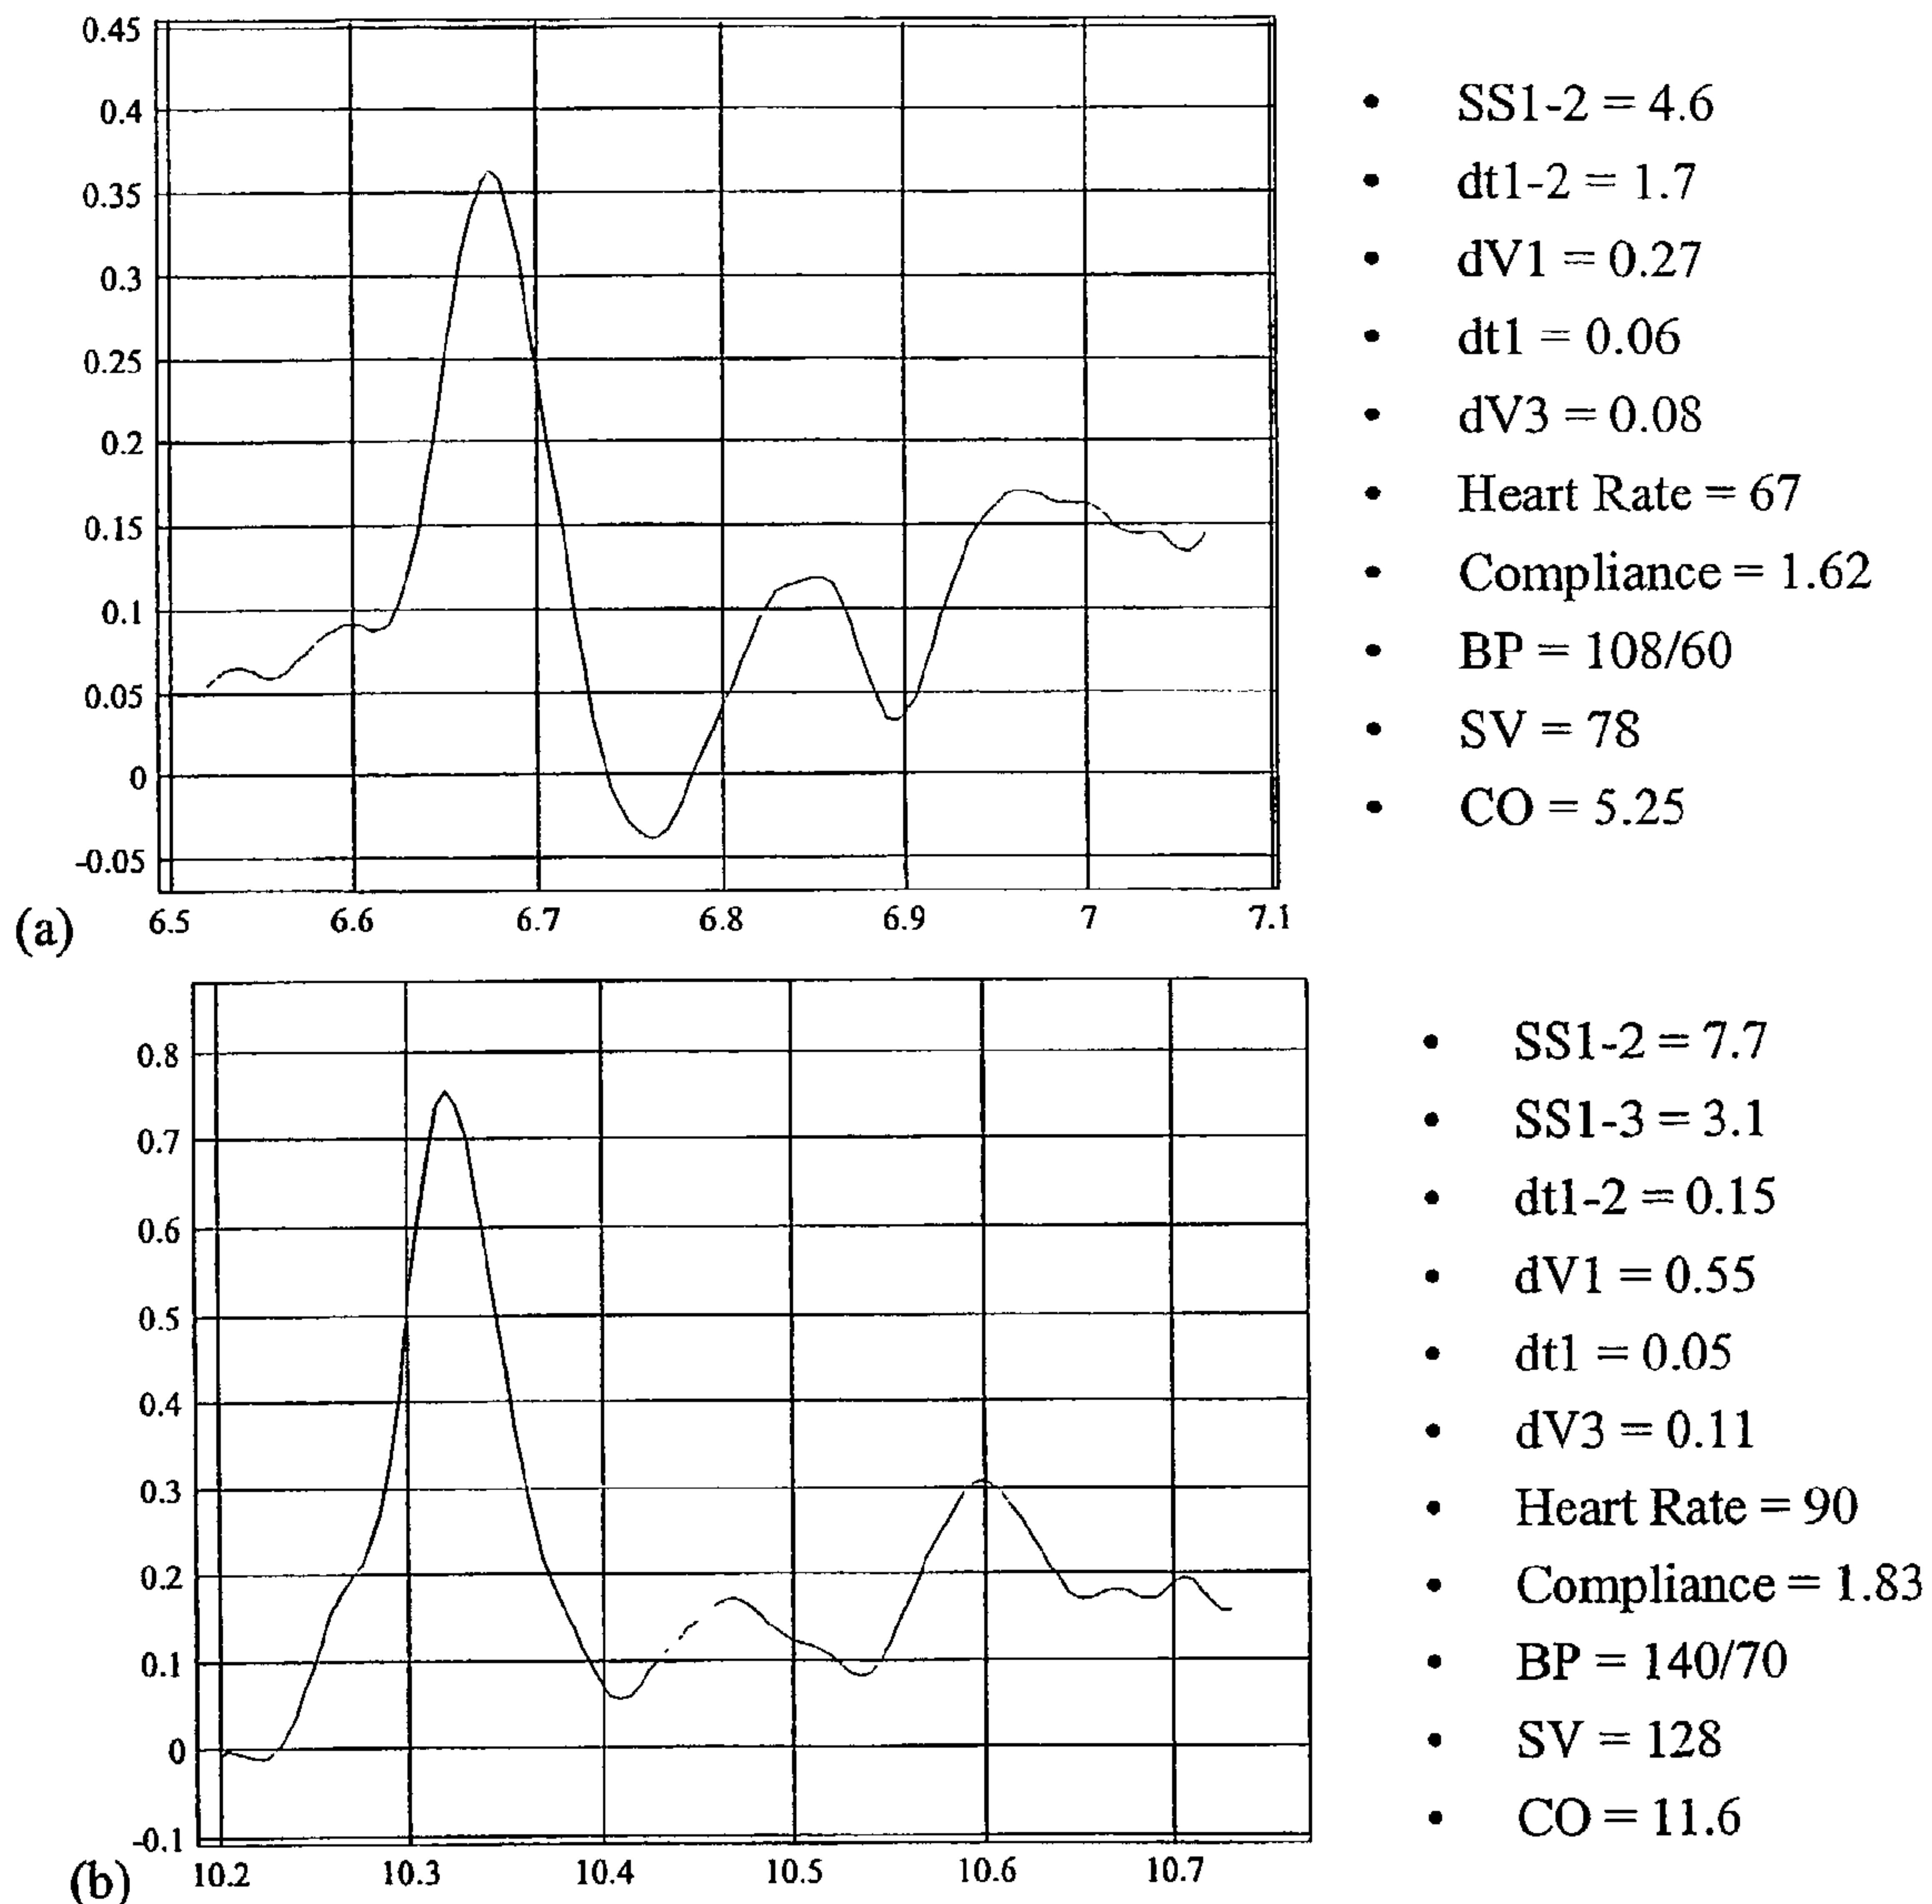 0.45
0.4
0.35
0.3
0.25
0.2
0.15
0.1
0.05
0
-0.05
6.5 6.6 6.7 6.8 6.9 7 7.1
(a)
• SS1-2 = 4.6
• dt1-2 = 1.7
• dV1 = 0.27
• dt1 = 0.06
• dV3 = 0.08
• Heart Rate = 67
• Compliance = 1.62
• BP = 108/60
• SV = 78
• CO = 5.25
0.8
0.7
0.6
0.5
0.4
0.3
0.2
0.1
0
-0.1
10.2 10.3 10.4 10.5 10.6 10.7
(b)
• SS1-2 = 7.7
• SS1-3 = 3.1
• dt1-2 = 0.15
• dV1 = 0.55
• dt1 = 0.05
• dV3 = 0.11
• Heart Rate = 90
• Compliance = 1.83
• BP = 140/70
• SV = 128
• CO = 11.6